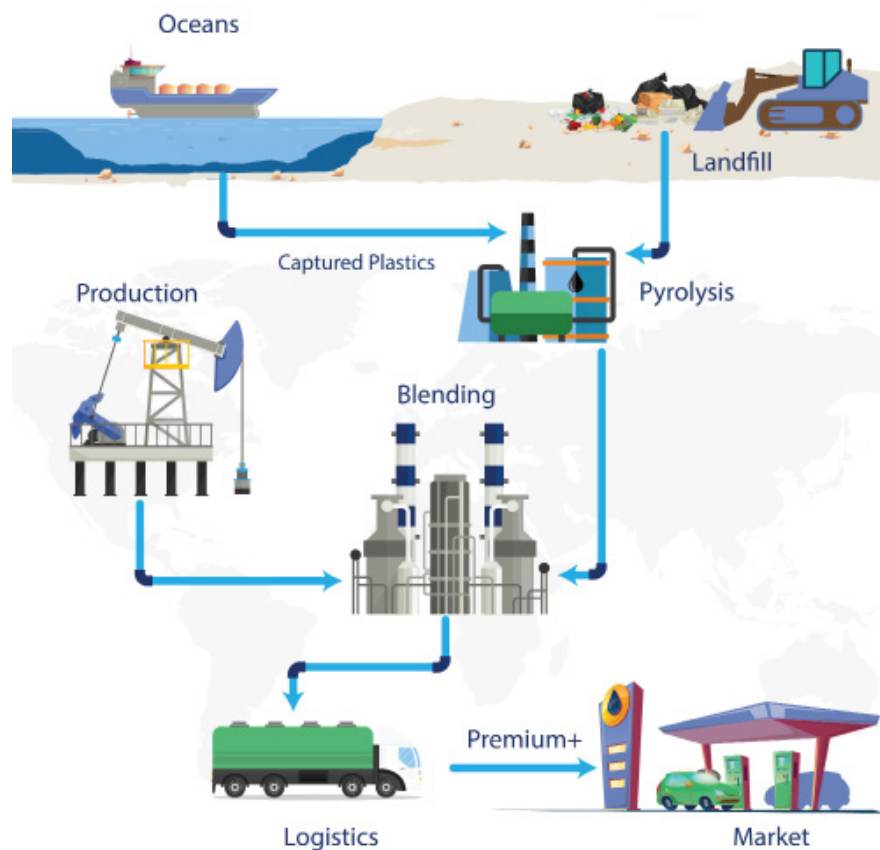 Oceans
Landfill
Captured Plastics
Production
Pyrolysis
Blending
Premium+
Logistics
Market